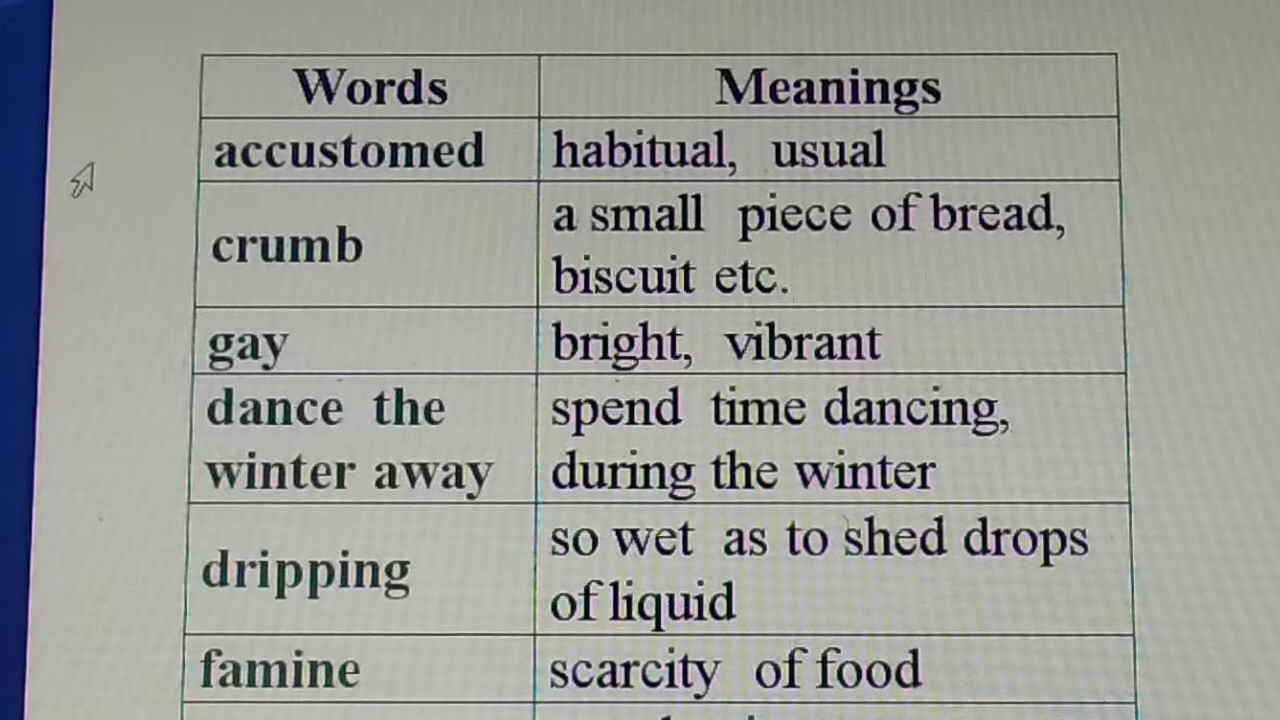 Words Meanings
accustomed habitual, usual
crumb a small piece of bread,
biscuit etc.
gay bright, vibrant
dance the spend time dancing,
winter away during the winter
dripping so wet as to shed drops
of liquid
famine scarcity of food